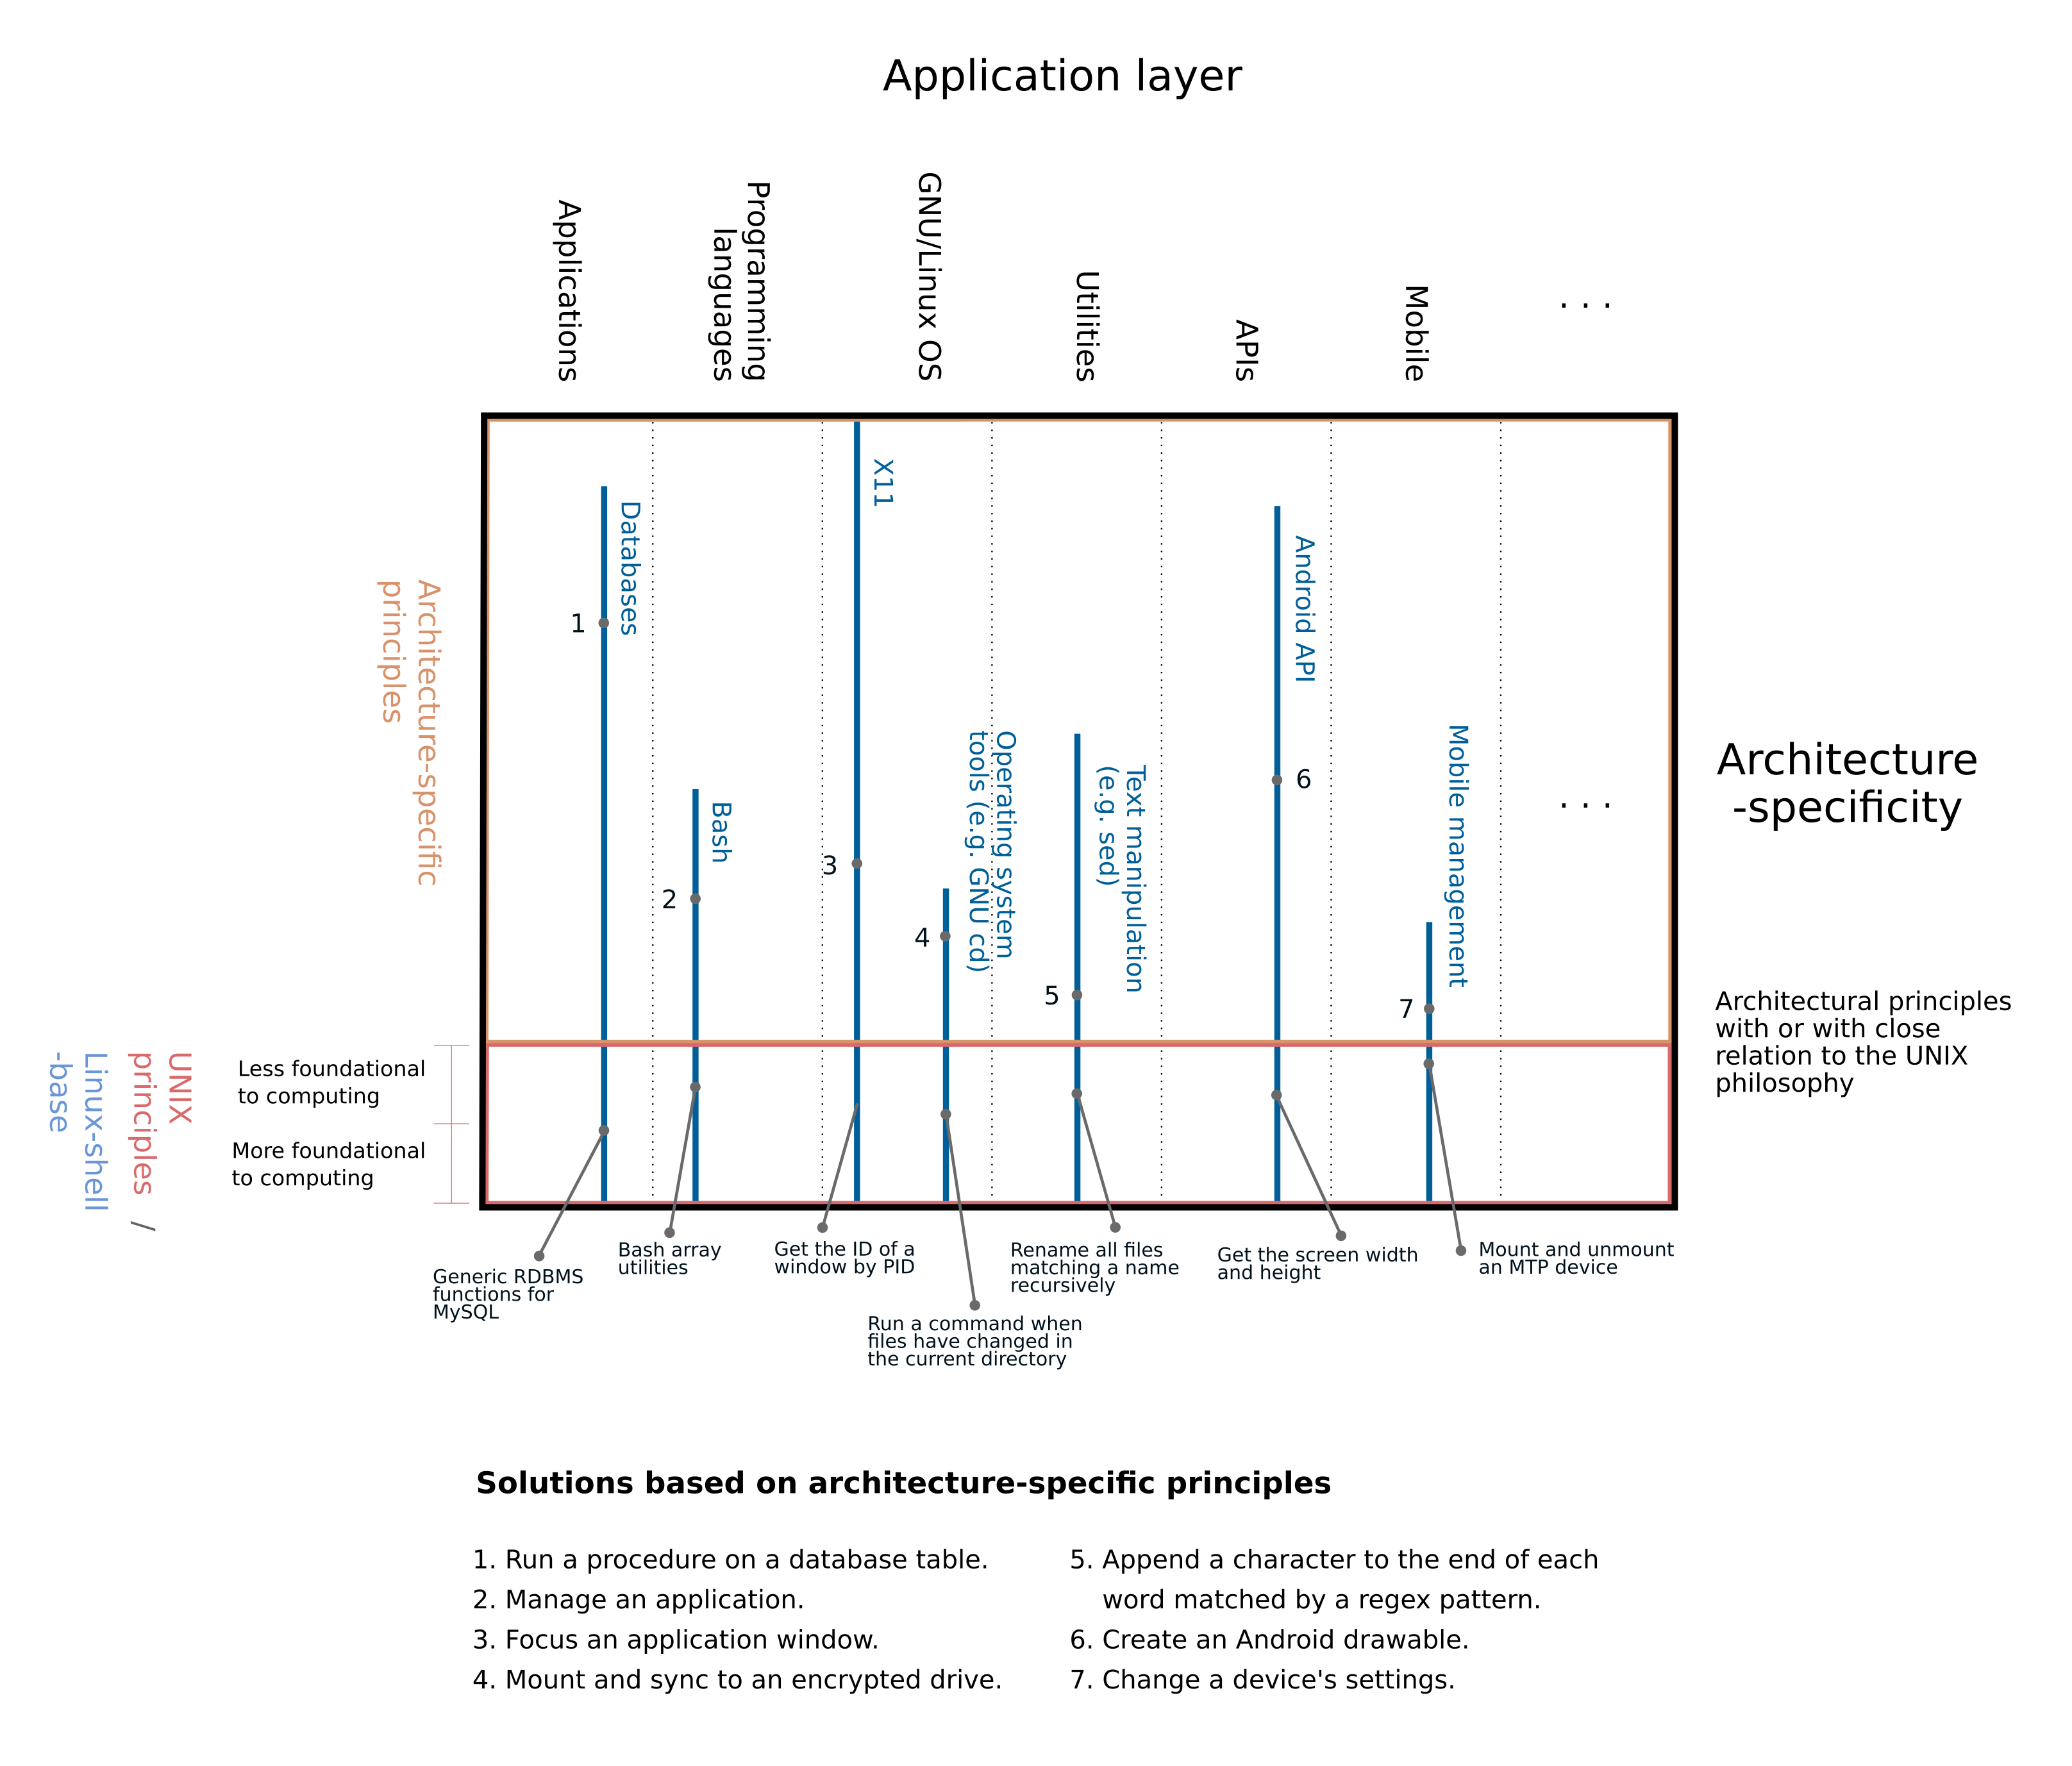 Application layer
Applications
Programming
languages
GNU/Linux OS
Utilities
APIs
Mobile
. . .
Architecture-specific
principles
Databases
1
Bash
2
X11
3
Operating system
tools (e.g. GNU cd)
4
Text manipulation
(e.g. sed)
5
Android API
6
Mobile management
7
. . .
Architecture
-specificity
Architectural principles
with or with close
relation to the UNIX
philosophy
UNIX
principles /
Linux-shell
-base
Less foundational
to computing
More foundational
to computing
Generic RDBMS
functions for
MySQL
Bash array
utilities
Get the ID of a
window by PID
Run a command when
files have changed in
the current directory
Rename all files
matching a name
recursively
Get the screen width
and height
Mount and unmount
an MTP device
Solutions based on architecture-specific principles
1. Run a procedure on a database table.
2. Manage an application.
3. Focus an application window.
4. Mount and sync to an encrypted drive.
5. Append a character to the end of each
word matched by a regex pattern.
6. Create an Android drawable.
7. Change a device's settings.